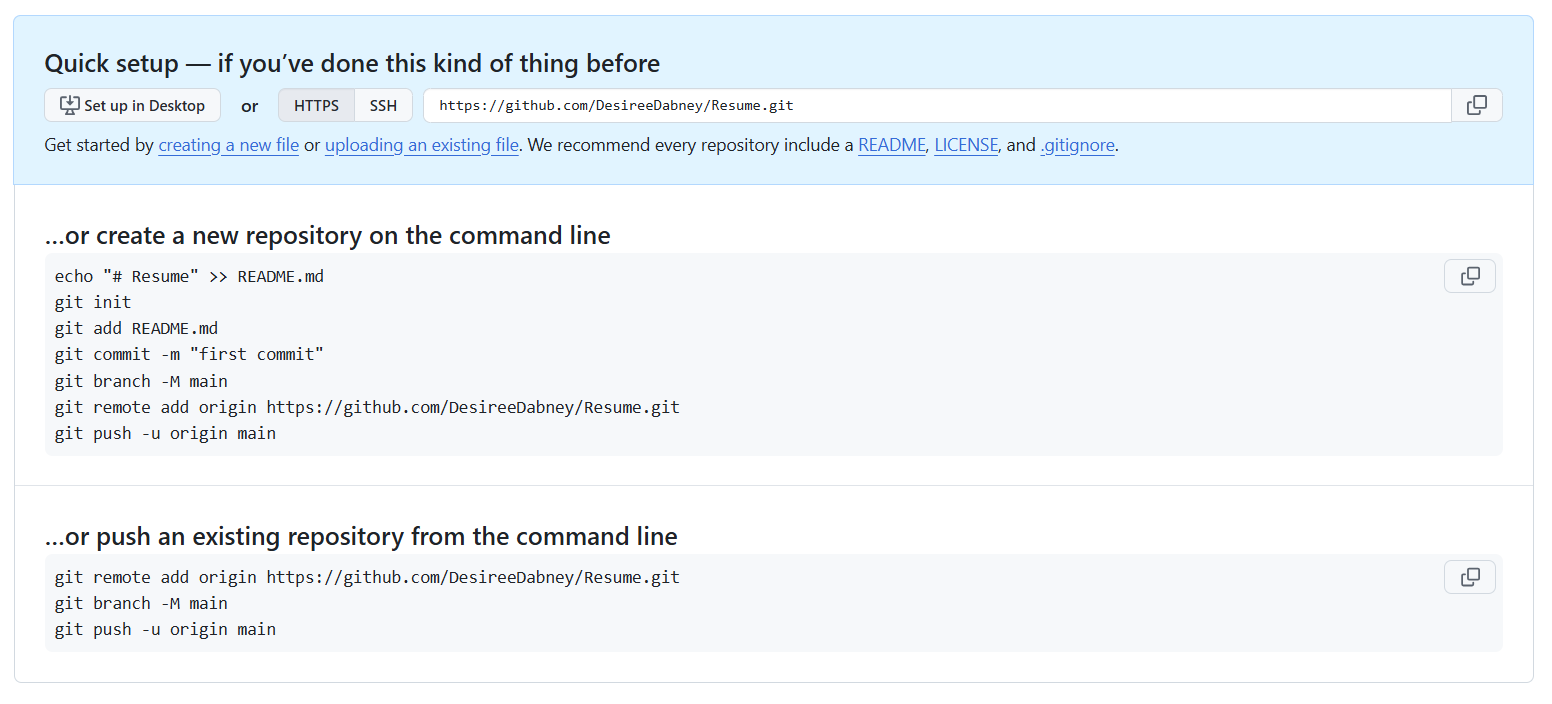 Quick setup — if you’ve done this kind of thing before
Set up in Desktop or HTTPS SSH https://github.com/DesireeDabney/Resume.git
Get started by creating a new file or uploading an existing file. We recommend every repository include a README, LICENSE, and .gitignore.
…or create a new repository on the command line
echo "# Resume" >> README.md
git init
git add README.md
git commit -m "first commit"
git branch -M main
git remote add origin https://github.com/DesireeDabney/Resume.git
git push -u origin main
…or push an existing repository from the command line
git remote add origin https://github.com/DesireeDabney/Resume.git
git branch -M main
git push -u origin main